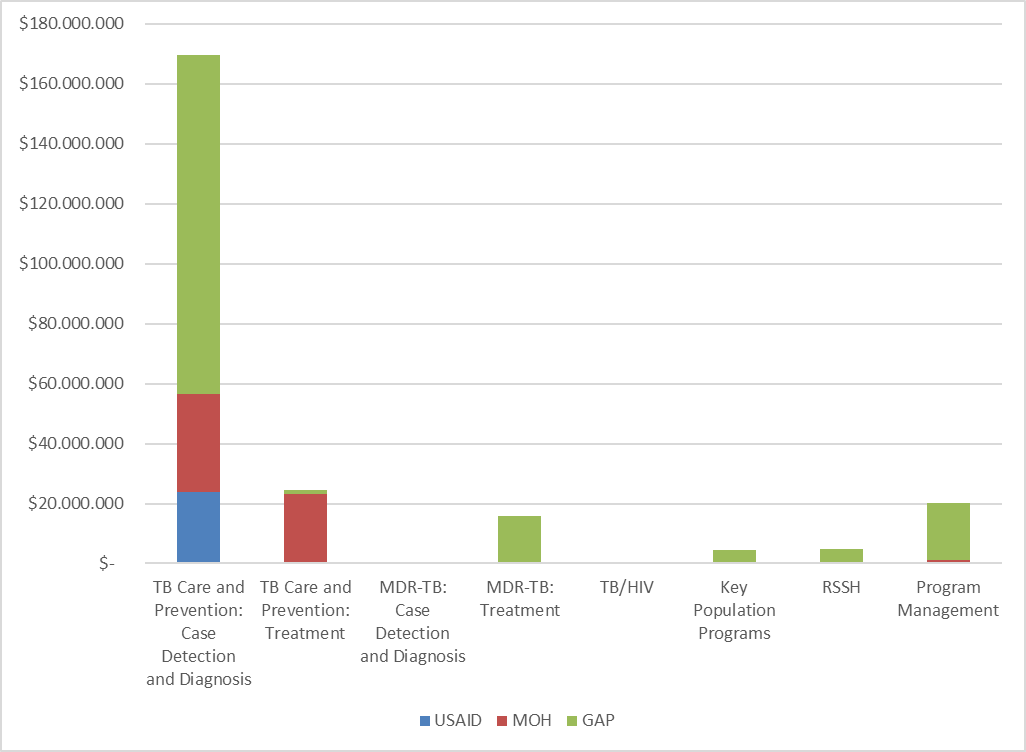 $180.000.000
$160.000.000
$140.000.000
$120.000.000
$100.000.000
$80.000.000
$60.000.000
$40.000.000
$20.000.000
$-
TB Care and
Prevention:
Case
Detection
and Diagnosis
TB Care and
Prevention:
Treatment
MDR-TB:
Case
Detection
and Diagnosis
MDR-TB:
Treatment
TB/HIV
Key
Population
Programs
RSSH
Program
Management
USAID
MOH
GAP